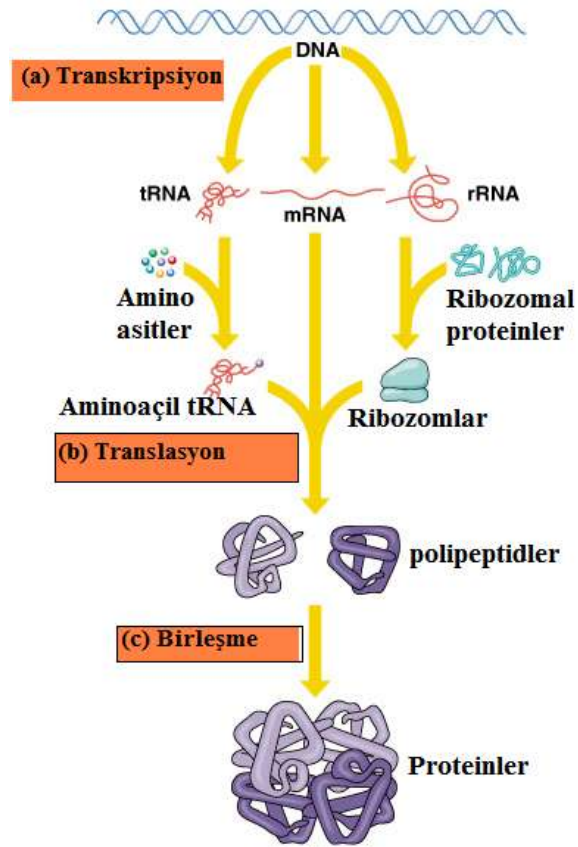 DNA
(a) Transkripsiyon
tRNA
mRNA
rRNA
Amino
asitler
Ribozomal
proteinler
Aminoaçil tRNA
Ribozomlar
(b) Translasyon
polipeptidler
(c) Birleşme
Proteinler